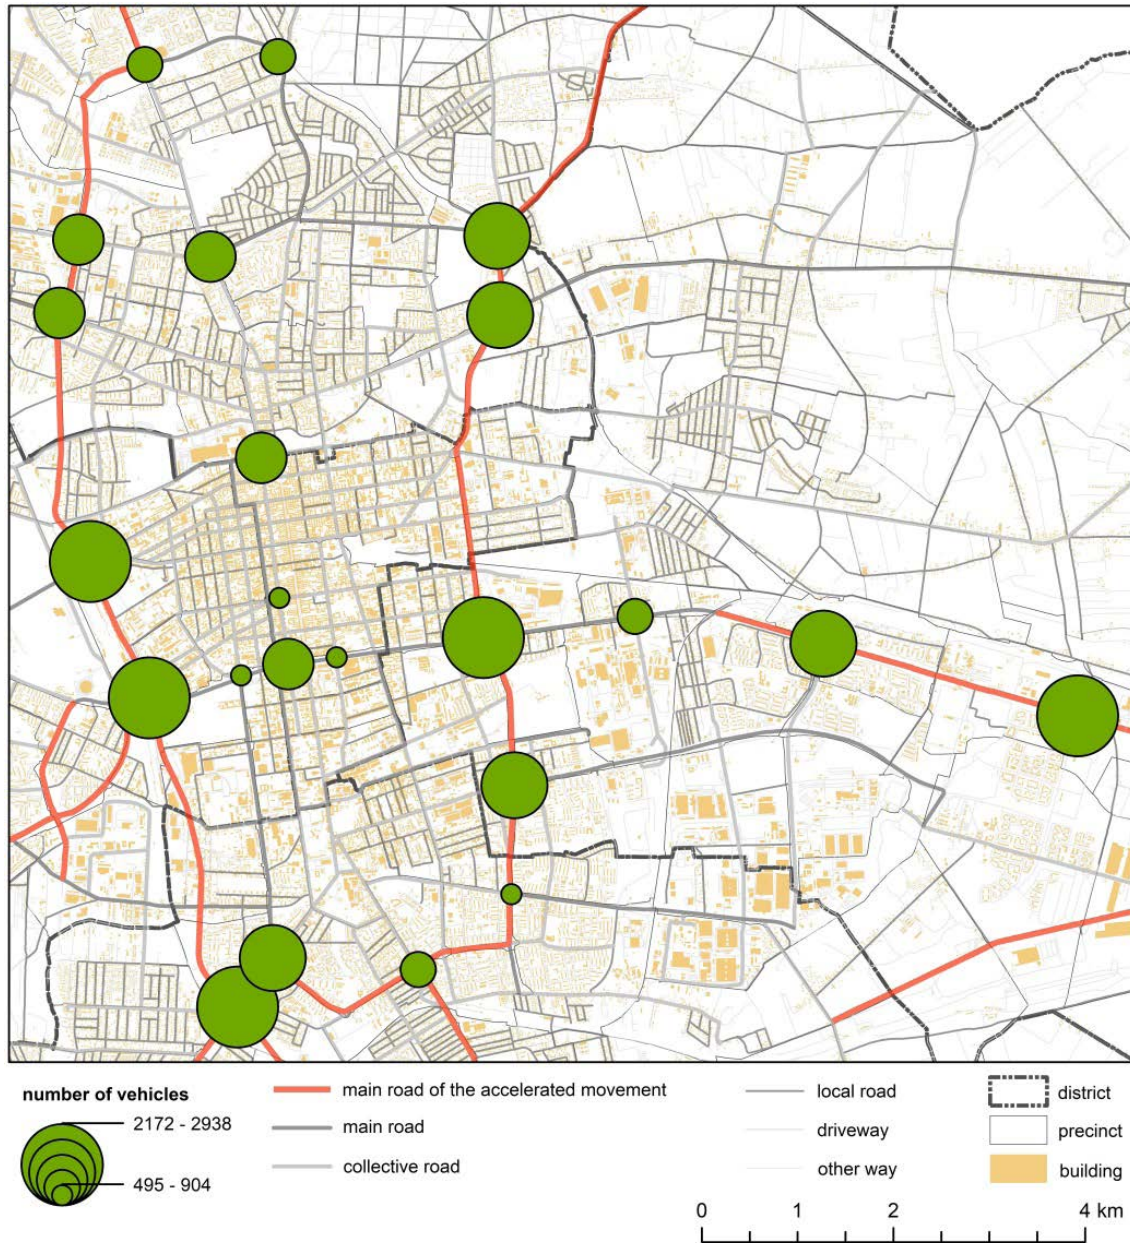 number of vehicles
2172 - 2938
495 - 904
main road of the accelerated movement
main road
collective road
local road
driveway
other way
district
precinct
building
0 1 2 4 km